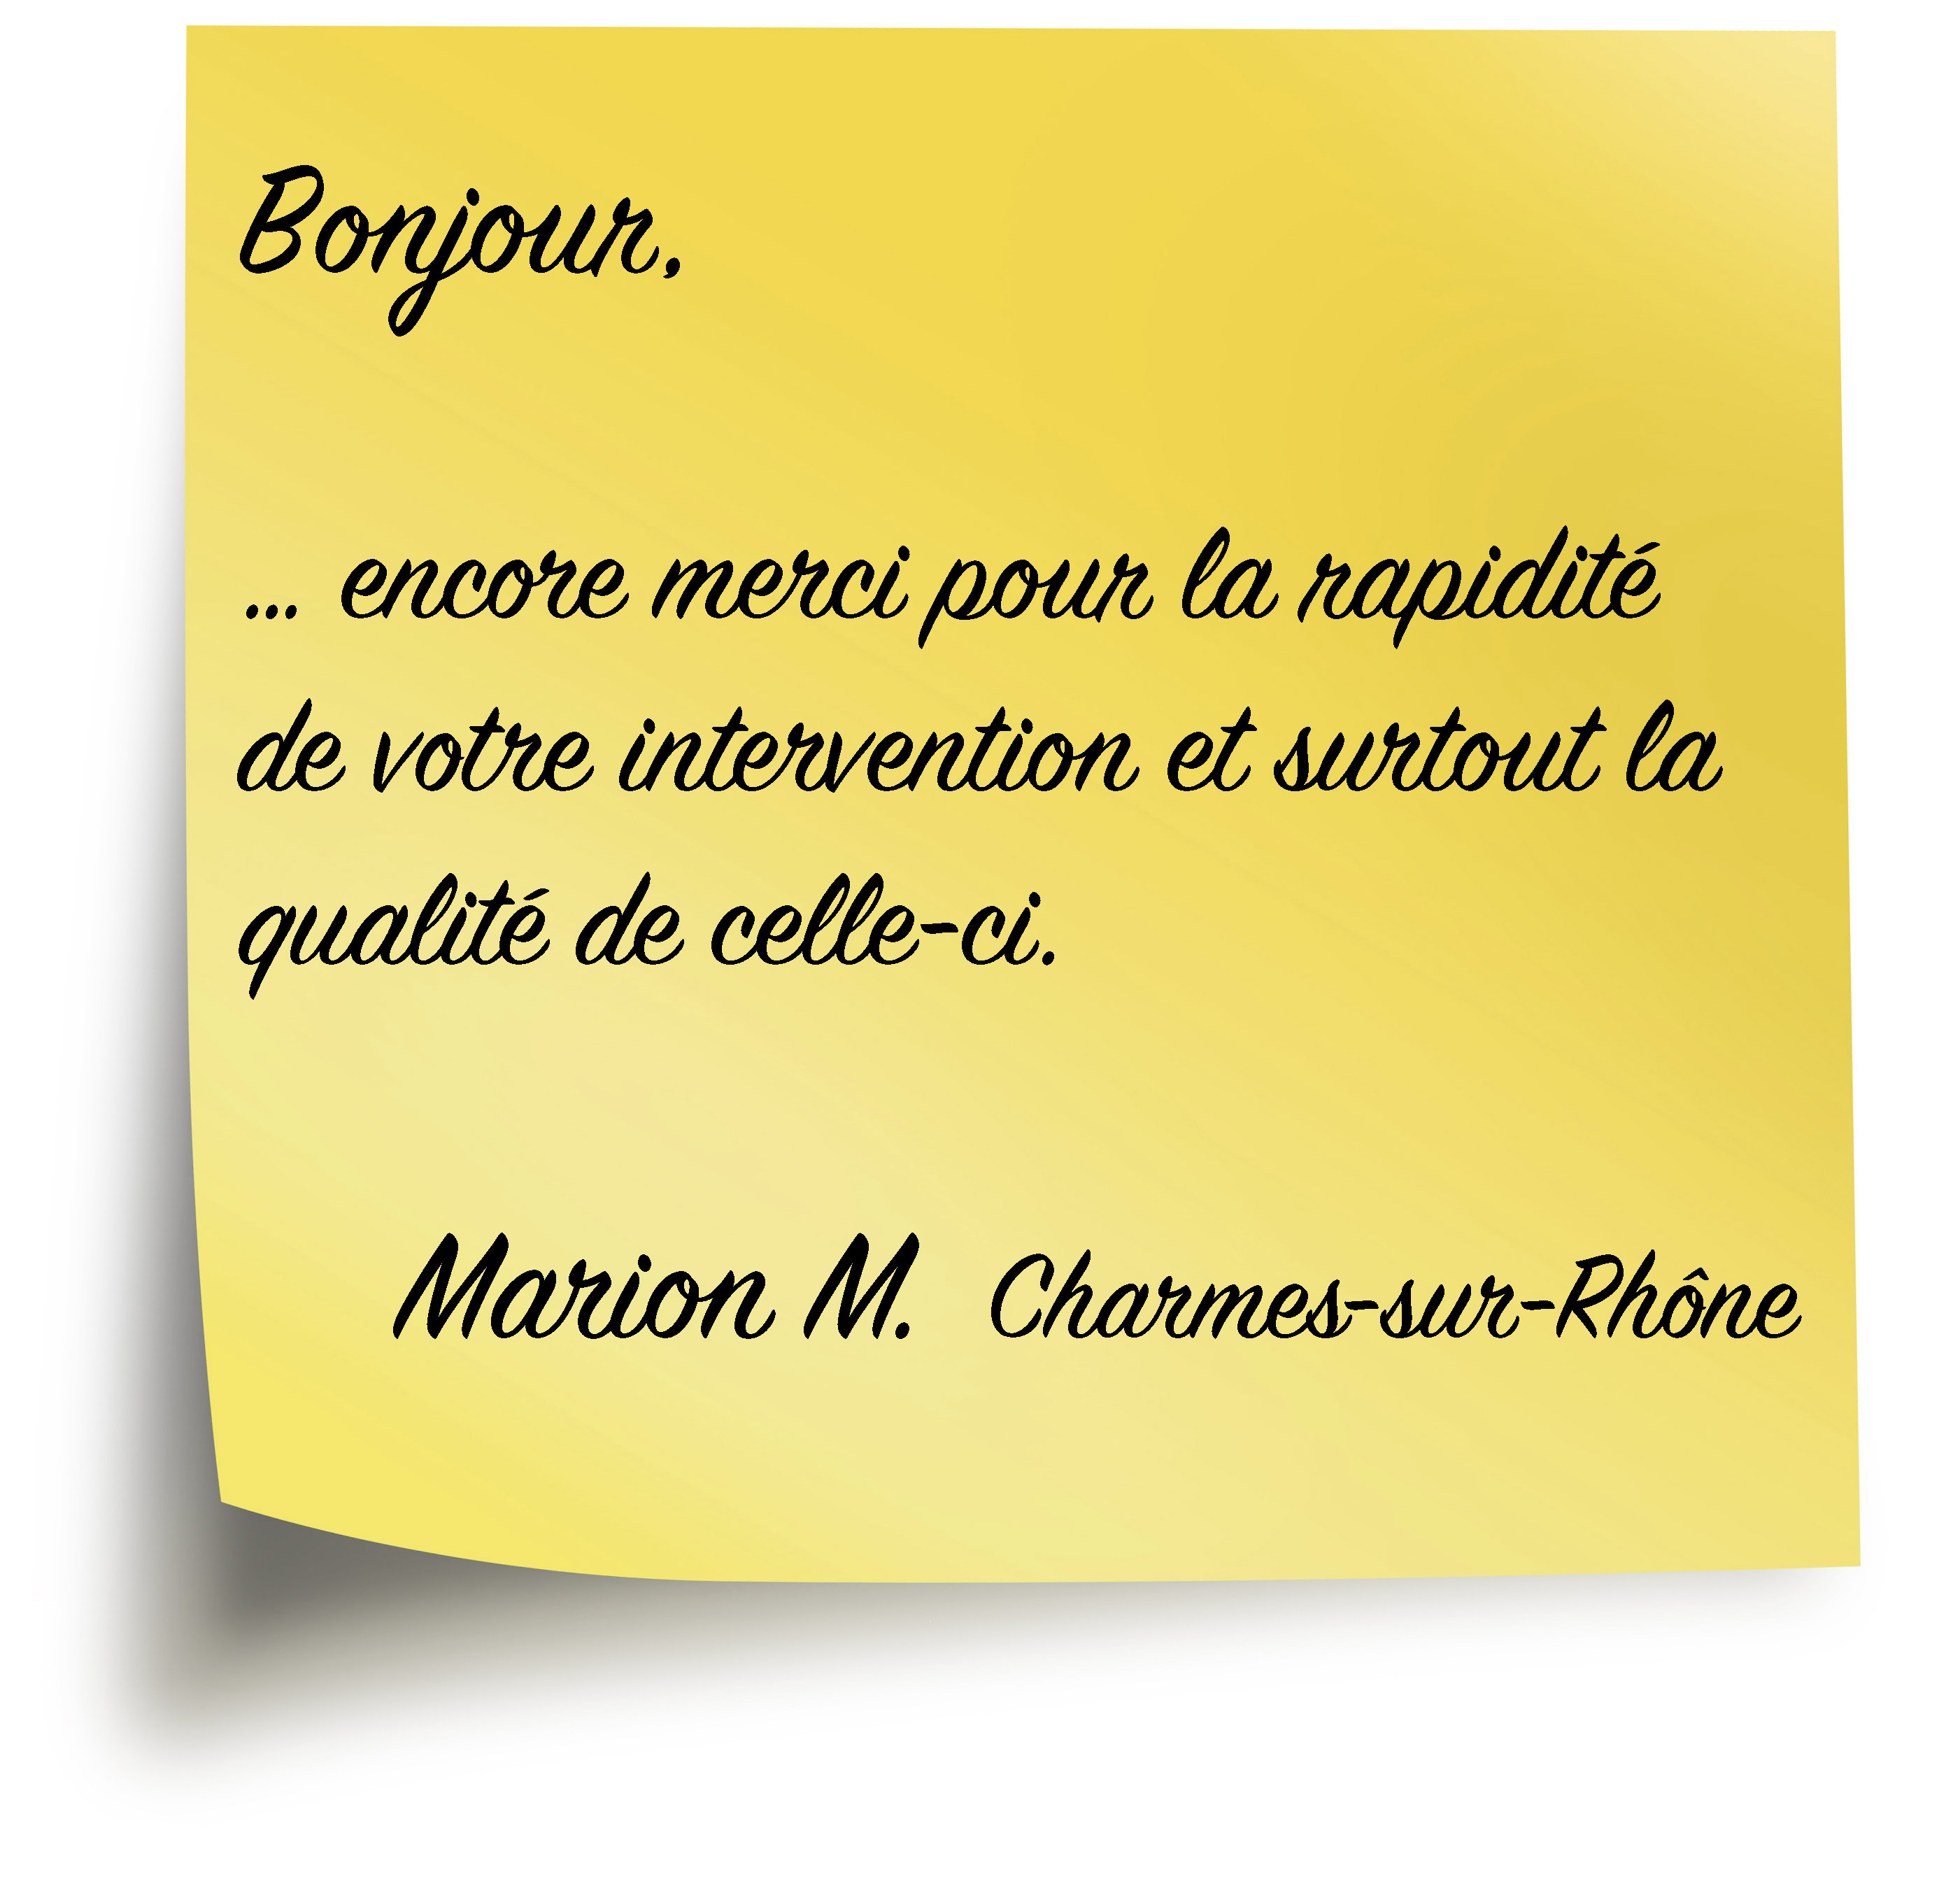 Bonjour,
... encore merci pour la rapidité
de votre intervention et surtout la
qualité de celle-ci.
Marion M. Charmes-sur-Rhône